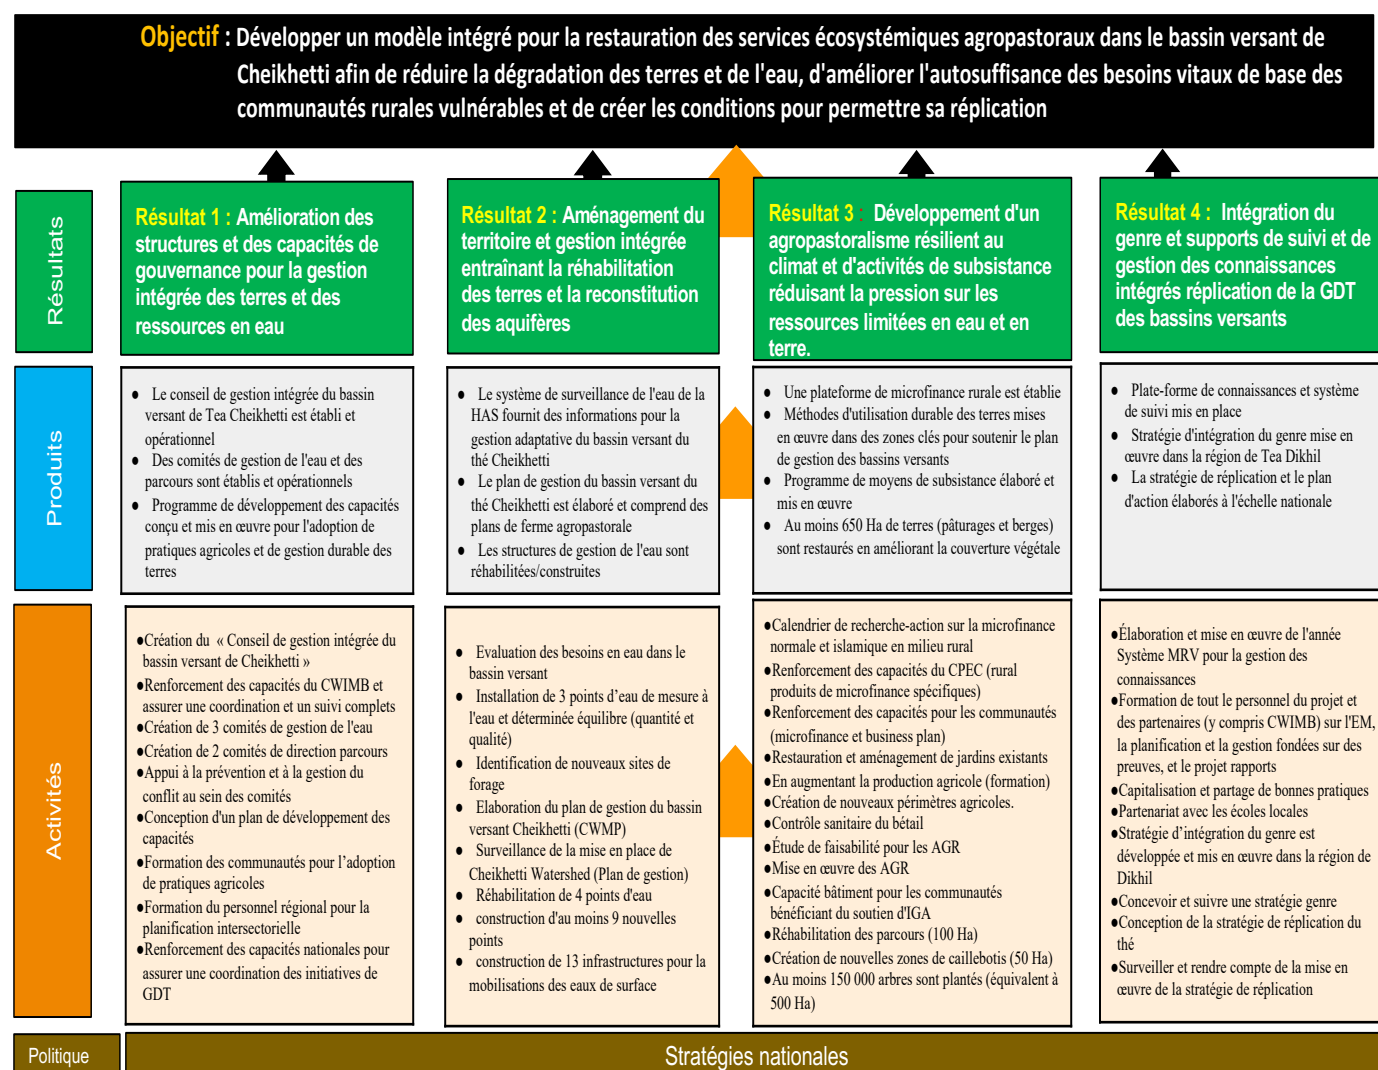 Objectif : Développer un modèle intégré pour la restauration des services écosystémiques agropastoraux dans le bassin versant de
Cheikhetti afin de réduire la dégradation des terres et de l'eau, d'améliorer l'autosuffisance des besoins vitaux de base des
communautés rurales vulnérables et de créer les conditions pour permettre sa réplication
Résultats
Résultat 1 : Amélioration des
structures et des capacités de
gouvernance pour la gestion
intégrée des terres et des
ressources en eau
Résultat 2 : Aménagement du
territoire et gestion intégrée
entraînant la réhabilitation
des terres et la reconstitution
des aquifères
Résultat 3 : Développement d'un
agropastoralisme résilient au
climat et d'activités de subsistance
réduisant la pression sur les
ressources limitées en eau et en
terre.
Résultat 4 : Intégration du
genre et supports de suivi et de
gestion des connaissances
intégrés réplication de la GDT
des bassins versants
Produits
● Le conseil de gestion intégrée du bassin
versant de Tea Cheikhetti est établi et
opérationnel
● Des comités de gestion de l'eau et des
parcours sont établis et opérationnels
● Programme de développement des capacités
conçu et mis en œuvre pour l'adoption de
pratiques agricoles et de gestion durable des
terres
● Le système de surveillance de l'eau de la
HAS fournit des informations pour la
gestion adaptative du bassin versant du
thé Cheikhetti
● Le plan de gestion du bassin versant du
thé Cheikhetti est élaboré et comprend des
plans de ferme agropastorale
● Les structures de gestion de l'eau sont
réhabilitées/construites
● Une plateforme de microfinance rurale est établie
● Méthodes d'utilisation durable des terres mises
en œuvre dans des zones clés pour soutenir le plan
de gestion des bassins versants
● Programme de moyens de subsistance élaboré et
mis en œuvre
● Au moins 650 Ha de terres (pâturages et berges)
sont restaurés en améliorant la couverture végétale
● Plate-forme de connaissances et système
de suivi mis en place
● Stratégie d'intégration du genre mise en
œuvre dans la région de Tea Dikhil
● La stratégie de réplication et le plan
d'action élaborés à l'échelle nationale
Activités
●Création du « Conseil de gestion intégrée du
bassin versant de Cheikhetti »
●Renforcement des capacités du CWIMB et
assurer une coordination et un suivi complets
●Création de 3 comités de gestion de l'eau
●Création de 2 comités de direction parcours
●Appui à la prévention et à la gestion du
conflit au sein des comités
●Conception d'un plan de développement des
capacités
●Formation des communautés pour l'adoption
de pratiques agricoles
●Formation du personnel régional pour la
planification intersectorielle
●Renforcement des capacités nationales pour
assurer une coordination des initiatives de
GDT
● Evaluation des besoins en eau dans le
bassin versant
● Installation de 3 points d'eau de mesure à
l'eau et déterminée équilibre (quantité et
qualité)
● Identification de nouveaux sites de
forage
● Elaboration du plan de gestion du bassin
versant Cheikhetti (CWMP)
● Surveillance de la mise en place de
Cheikhetti Watershed (Plan de gestion)
● Réhabilitation de 4 points d'eau
● construction d'au moins 9 nouvelles
points
● construction de 13 infrastructures pour la
mobilisations des eaux de surface
●Calendrier de recherche-action sur la microfinance
normale et islamique en milieu rural
●Renforcement des capacités du CPEC (rural
produits de microfinance spécifiques)
●Renforcement des capacités pour les communautés
(microfinance et business plan)
●Restauration et aménagement de jardins existants
●En augmentant la production agricole (formation)
●Création de nouveaux périmètres agricoles.
●Contrôle sanitaire du bétail
●Étude de faisabilité pour les AGR
●Mise en œuvre des AGR
●Capacité bâtiment pour les communautés
bénéficiant du soutien d'IGA
●Réhabilitation des parcours (100 Ha)
●Création de nouvelles zones de caillebotis (50 Ha)
●Au moins 150 000 arbres sont plantés (équivalent à
500 Ha)
●Élaboration et mise en œuvre de l'année
Système MRV pour la gestion des
connaissances
●Formation de tout le personnel du projet et
des partenaires (y compris CWIMB) sur l'EM,
la planification et la gestion fondées sur des
preuves, et le projet rapports
●Capitalisation et partage de bonnes pratiques
●Partenariat avec les écoles locales
●Stratégie d'intégration du genre est
développée et mis en œuvre dans la région de
Dikhil
●Concevoir et suivre une stratégie genre
●Conception de la stratégie de réplication du
thé
●Surveiller et rendre compte de la mise en
œuvre de la stratégie de réplication
Politique
Stratégies nationales